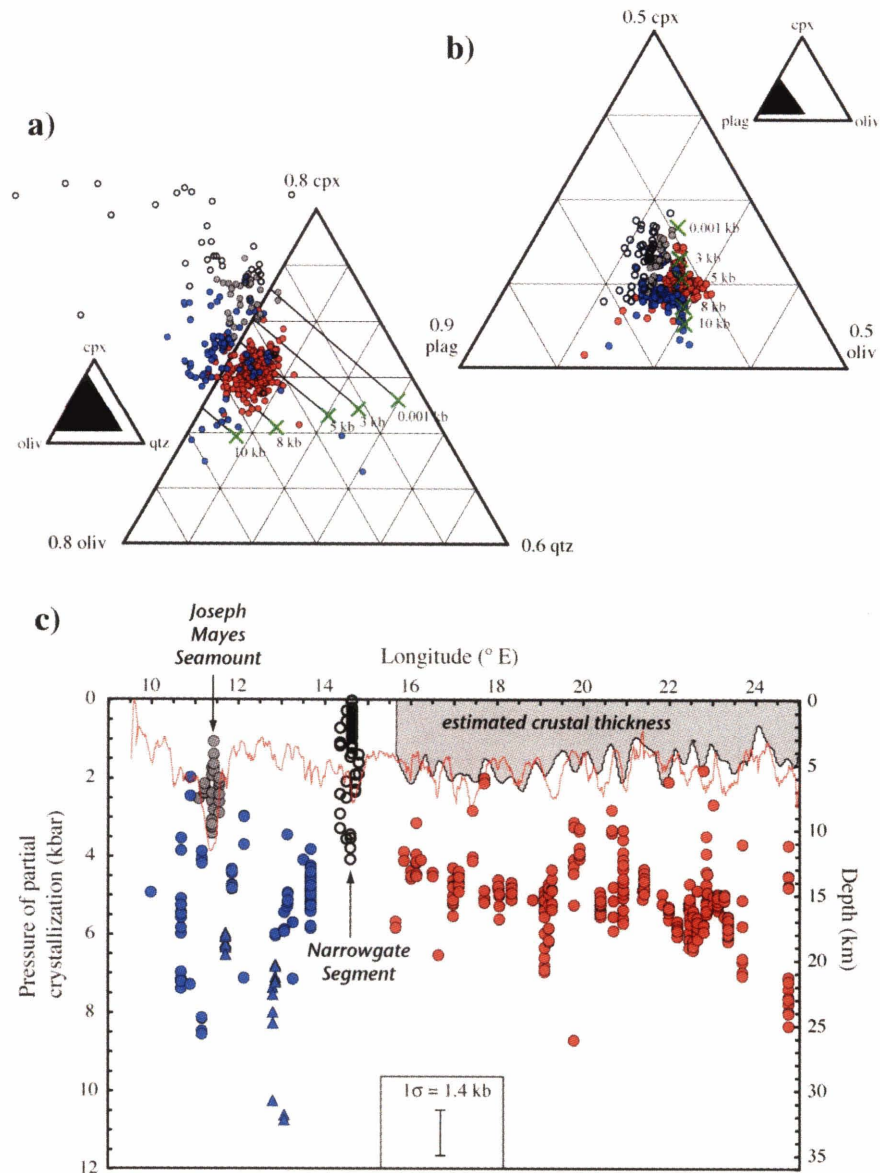 a)
0.8 cpx
cpx
oliv
qtz
10 kb
8 kb
5 kb
3 kb
0.001 kb
0.8 oliv
0.6 qtz
b)
0.5 cpx
cpx
plag
oliv
0.001 kb
3 kb
5 kb
8 kb
10 kb
0.9
plag
0.5
oliv
c)
Joseph
Mayes
Seamount
Longitude (° E)
10
12
14
16
18
20
22
24
estimated crustal thickness
Narrowgate
Segment
1σ = 1.4 kb
Pressure of partial
crystallization (kbar)
0
2
4
6
8
10
12
Depth (km)
0
5
10
15
20
25
30
35